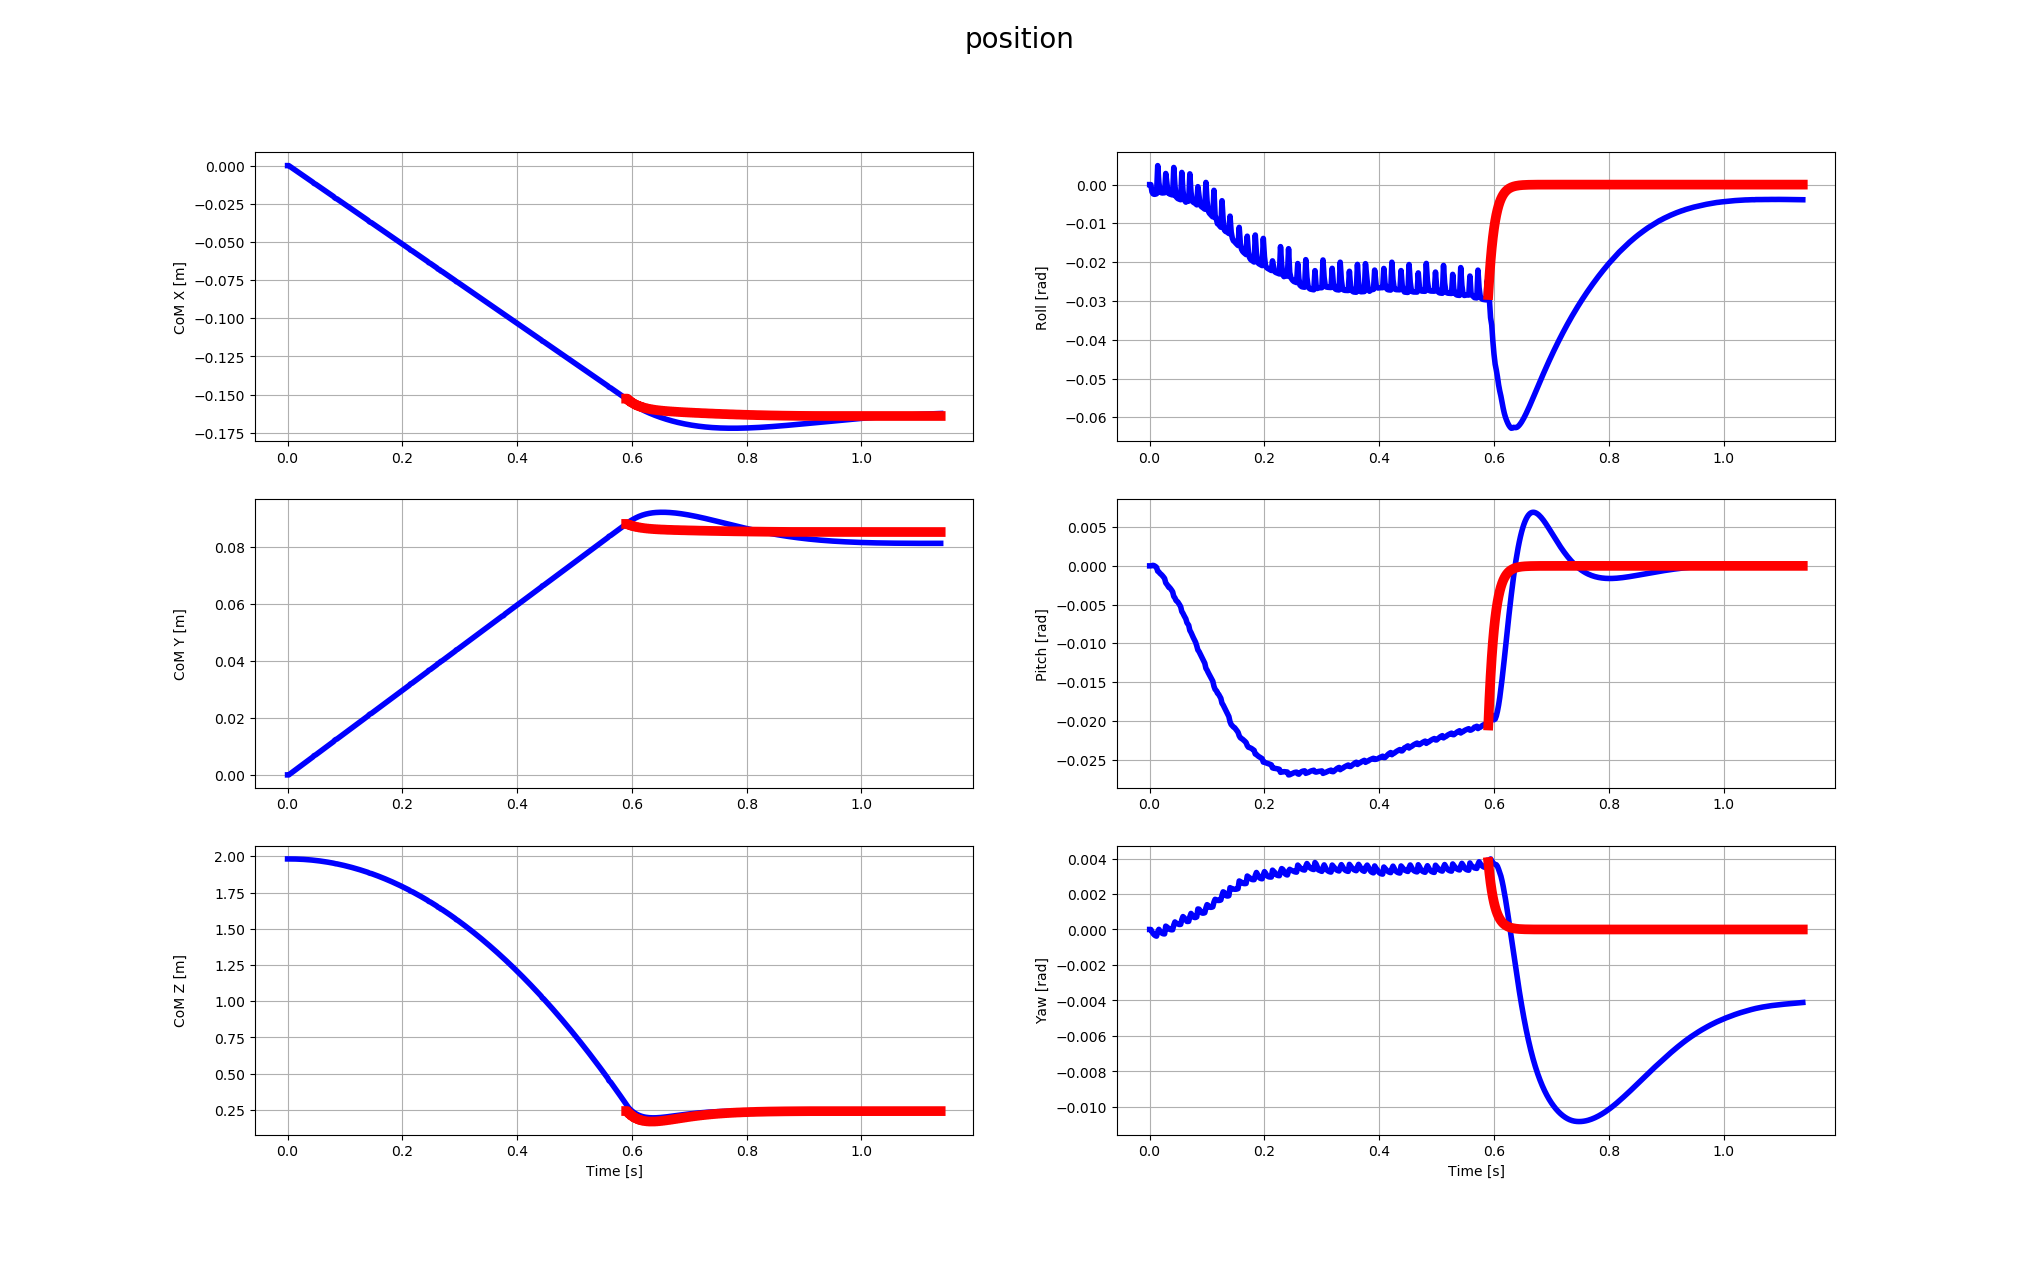 position
0.000
−0.025
−0.050
−0.075
−0.100
−0.125
−0.150
−0.175
CoM X [m]
0.0 0.2 0.4 0.6 0.8 1.0
0.00
−0.01
−0.02
−0.03
−0.04
−0.05
−0.06
Roll [rad]
0.0 0.2 0.4 0.6 0.8 1.0
0.08
0.06
0.04
0.02
0.00
CoM Y [m]
0.0 0.2 0.4 0.6 0.8 1.0
0.005
0.000
−0.005
−0.010
−0.015
−0.020
−0.025
Pitch [rad]
0.0 0.2 0.4 0.6 0.8 1.0
2.00
1.75
1.50
1.25
1.00
0.75
0.50
0.25
CoM Z [m]
0.0 0.2 0.4 0.6 0.8 1.0
Time [s]
0.004
0.002
0.000
−0.002
−0.004
−0.006
−0.008
−0.010
Yaw [rad]
0.0 0.2 0.4 0.6 0.8 1.0
Time [s]